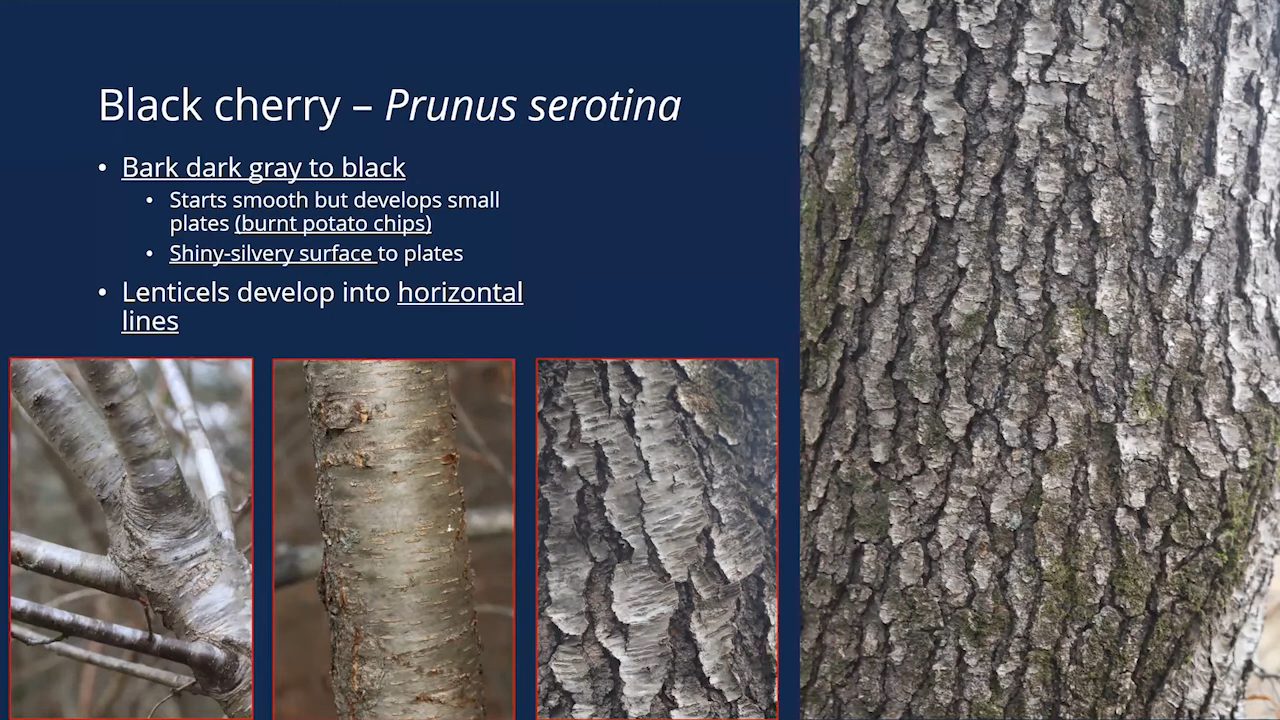 Black cherry – Prunus serotina
• Bark dark gray to black
• Starts smooth but develops small
plates (burnt potato chips)
• Shiny-silvery surface to plates
• Lenticels develop into horizontal
lines